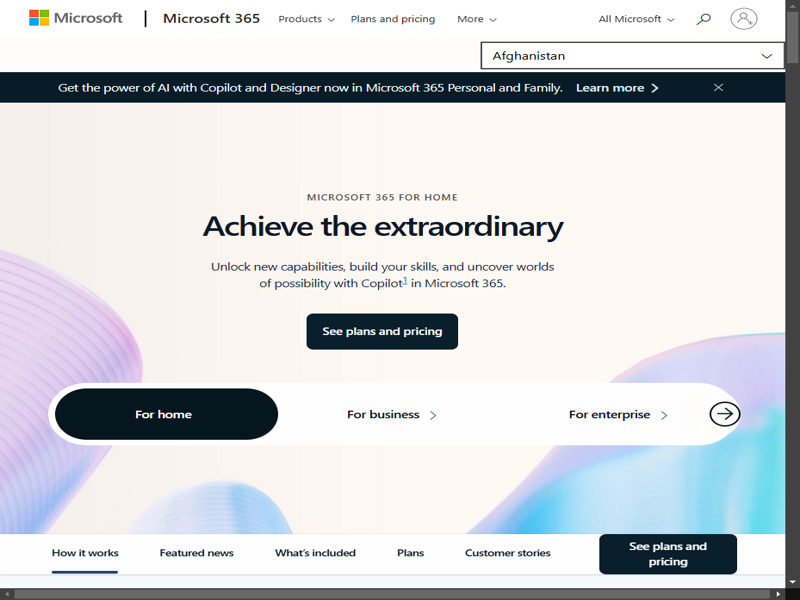 Microsoft | Microsoft 365 Products Plans and pricing More All Microsoft
Afghanistan
Get the power of AI with Copilot and Designer now in Microsoft 365 Personal and Family. Learn more
MICROSOFT 365 FOR HOME
Achieve the extraordinary
Unlock new capabilities, build your skills, and uncover worlds
of possibility with Copilot1 in Microsoft 365.
See plans and pricing
For home For business For enterprise
How it works Featured news What's included Plans Customer stories See plans and
pricing